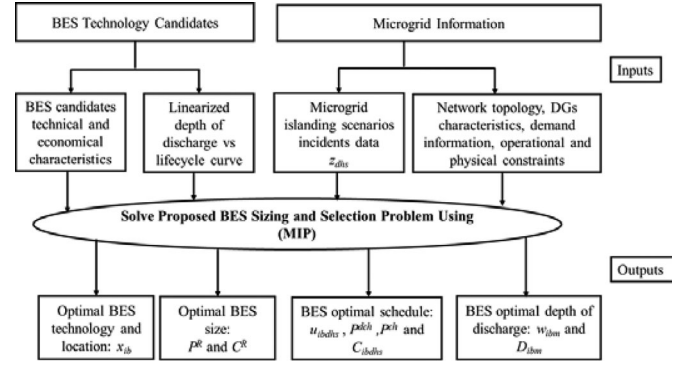 BES Technology Candidates
Microgrid Information
Inputs
BES candidates
technical and
economical
characteristics
Linearized
depth of
discharge vs
lifecycle curve
Microgrid
islanding scenarios
incidents data
z_dhs
Network topology, DGs
characteristics, demand
information, operational and
physical constraints
Solve Proposed BES Sizing and Selection Problem Using
(MIP)
Outputs
Optimal BES
technology and
location: x_ib
Optimal BES
size:
P^R and C^R
BES optimal schedule:
u_ibdhs , P^dch , P^ch and
C_ibdhs
BES optimal depth of
discharge: w_ibm and
D_ibm